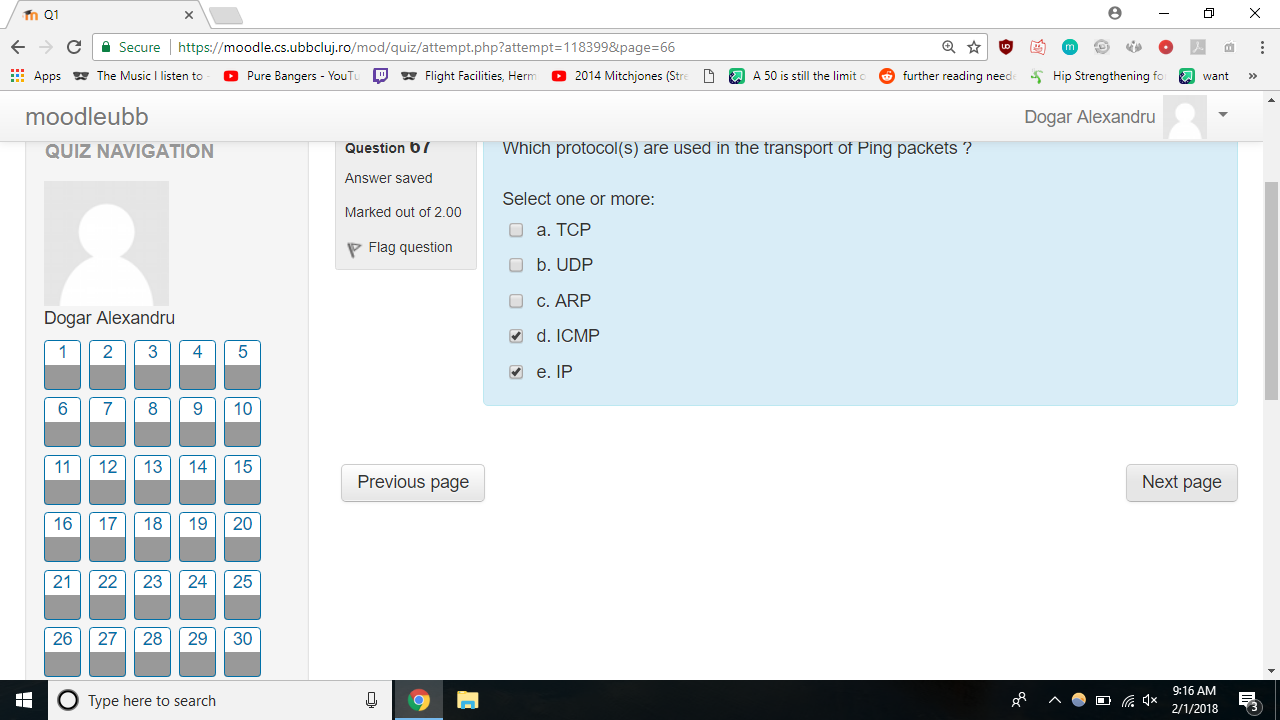 Q1
Secure
https://moodle.cs.ubbcluj.ro/mod/quiz/attempt.php?attempt=118399&page=66
Apps
The Music I listen to
Pure Bangers - YouTu
Flight Facilities, Herm
2014 Mitchjones (Stre
A 50 is still the limit
further reading neede
Hip Strengthening fo
want
»
moodleubb
Dogar Alexandru
QUIZ NAVIGATION
Dogar Alexandru
1 2 3 4 5
6 7 8 9 10
11 12 13 14 15
16 17 18 19 20
21 22 23 24 25
26 27 28 29 30
Question 67
Answer saved
Marked out of 2.00
Flag question
Which protocol(s) are used in the transport of Ping packets ?
Select one or more:
a. TCP
b. UDP
c. ARP
d. ICMP
e. IP
Previous page
Next page
Type here to search
9:16 AM
2/1/2018
3